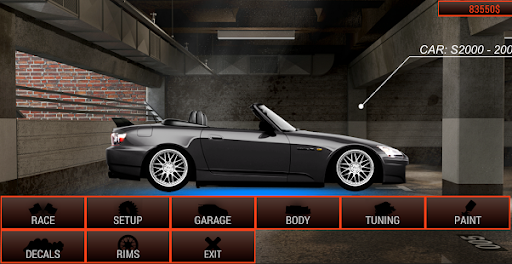 83550$
CAR: S2000 - 200
RACE SETUP GARAGE BODY TUNING PAINT
DECALS RIMS EXIT